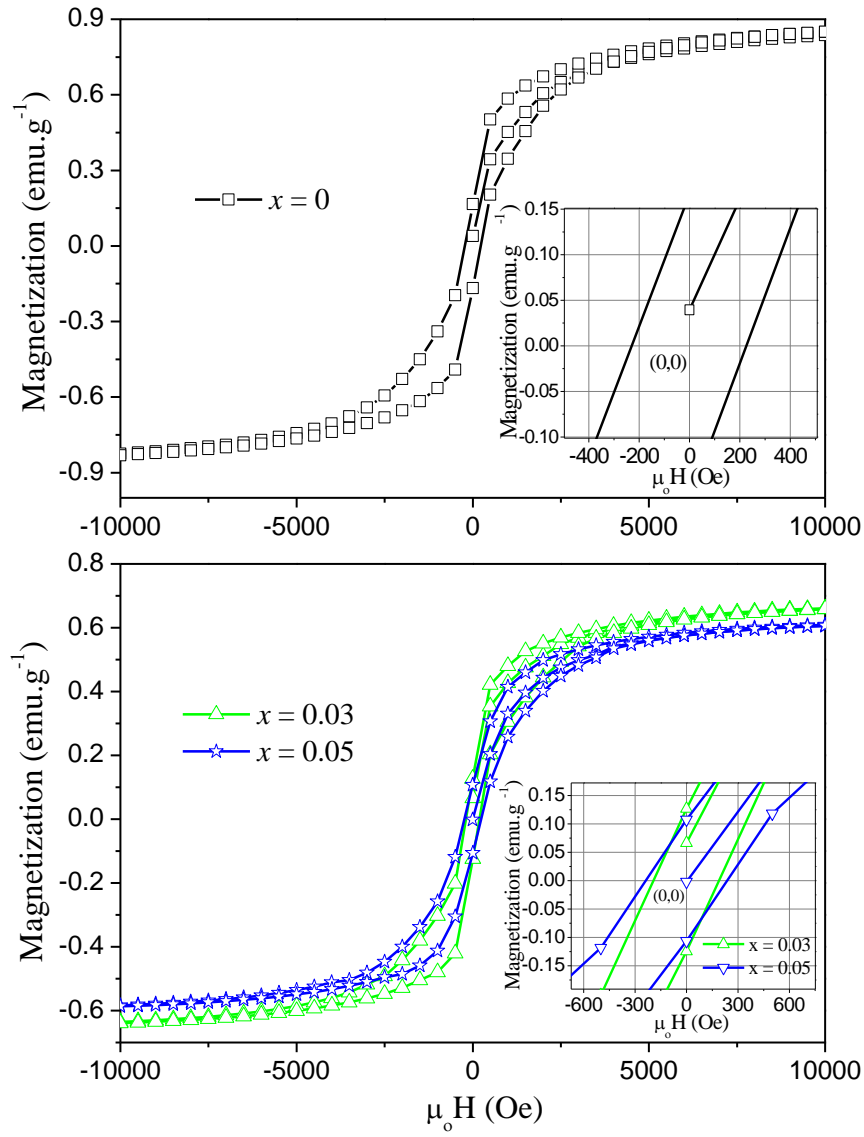 Magnetization (emu.g⁻¹)
0.9
0.6
0.3
0.0
-0.3
-0.6
-0.9
x = 0
Magnetization (emu.g⁻¹)
0.15
0.10
0.05
0.00
-0.05
-0.10
(0,0)
-400 -200 0 200 400
μₒH (Oe)
-10000 -5000 0 5000 10000
Magnetization (emu.g⁻¹)
0.8
0.6
0.4
0.2
0.0
-0.2
-0.4
-0.6
x = 0.03
x = 0.05
Magnetization (emu.g⁻¹)
0.15
0.10
0.05
0.00
-0.05
-0.10
-0.15
(0,0)
x = 0.03
x = 0.05
-600 -300 0 300 600
μₒH (Oe)
-10000 -5000 0 5000 10000
μₒH (Oe)